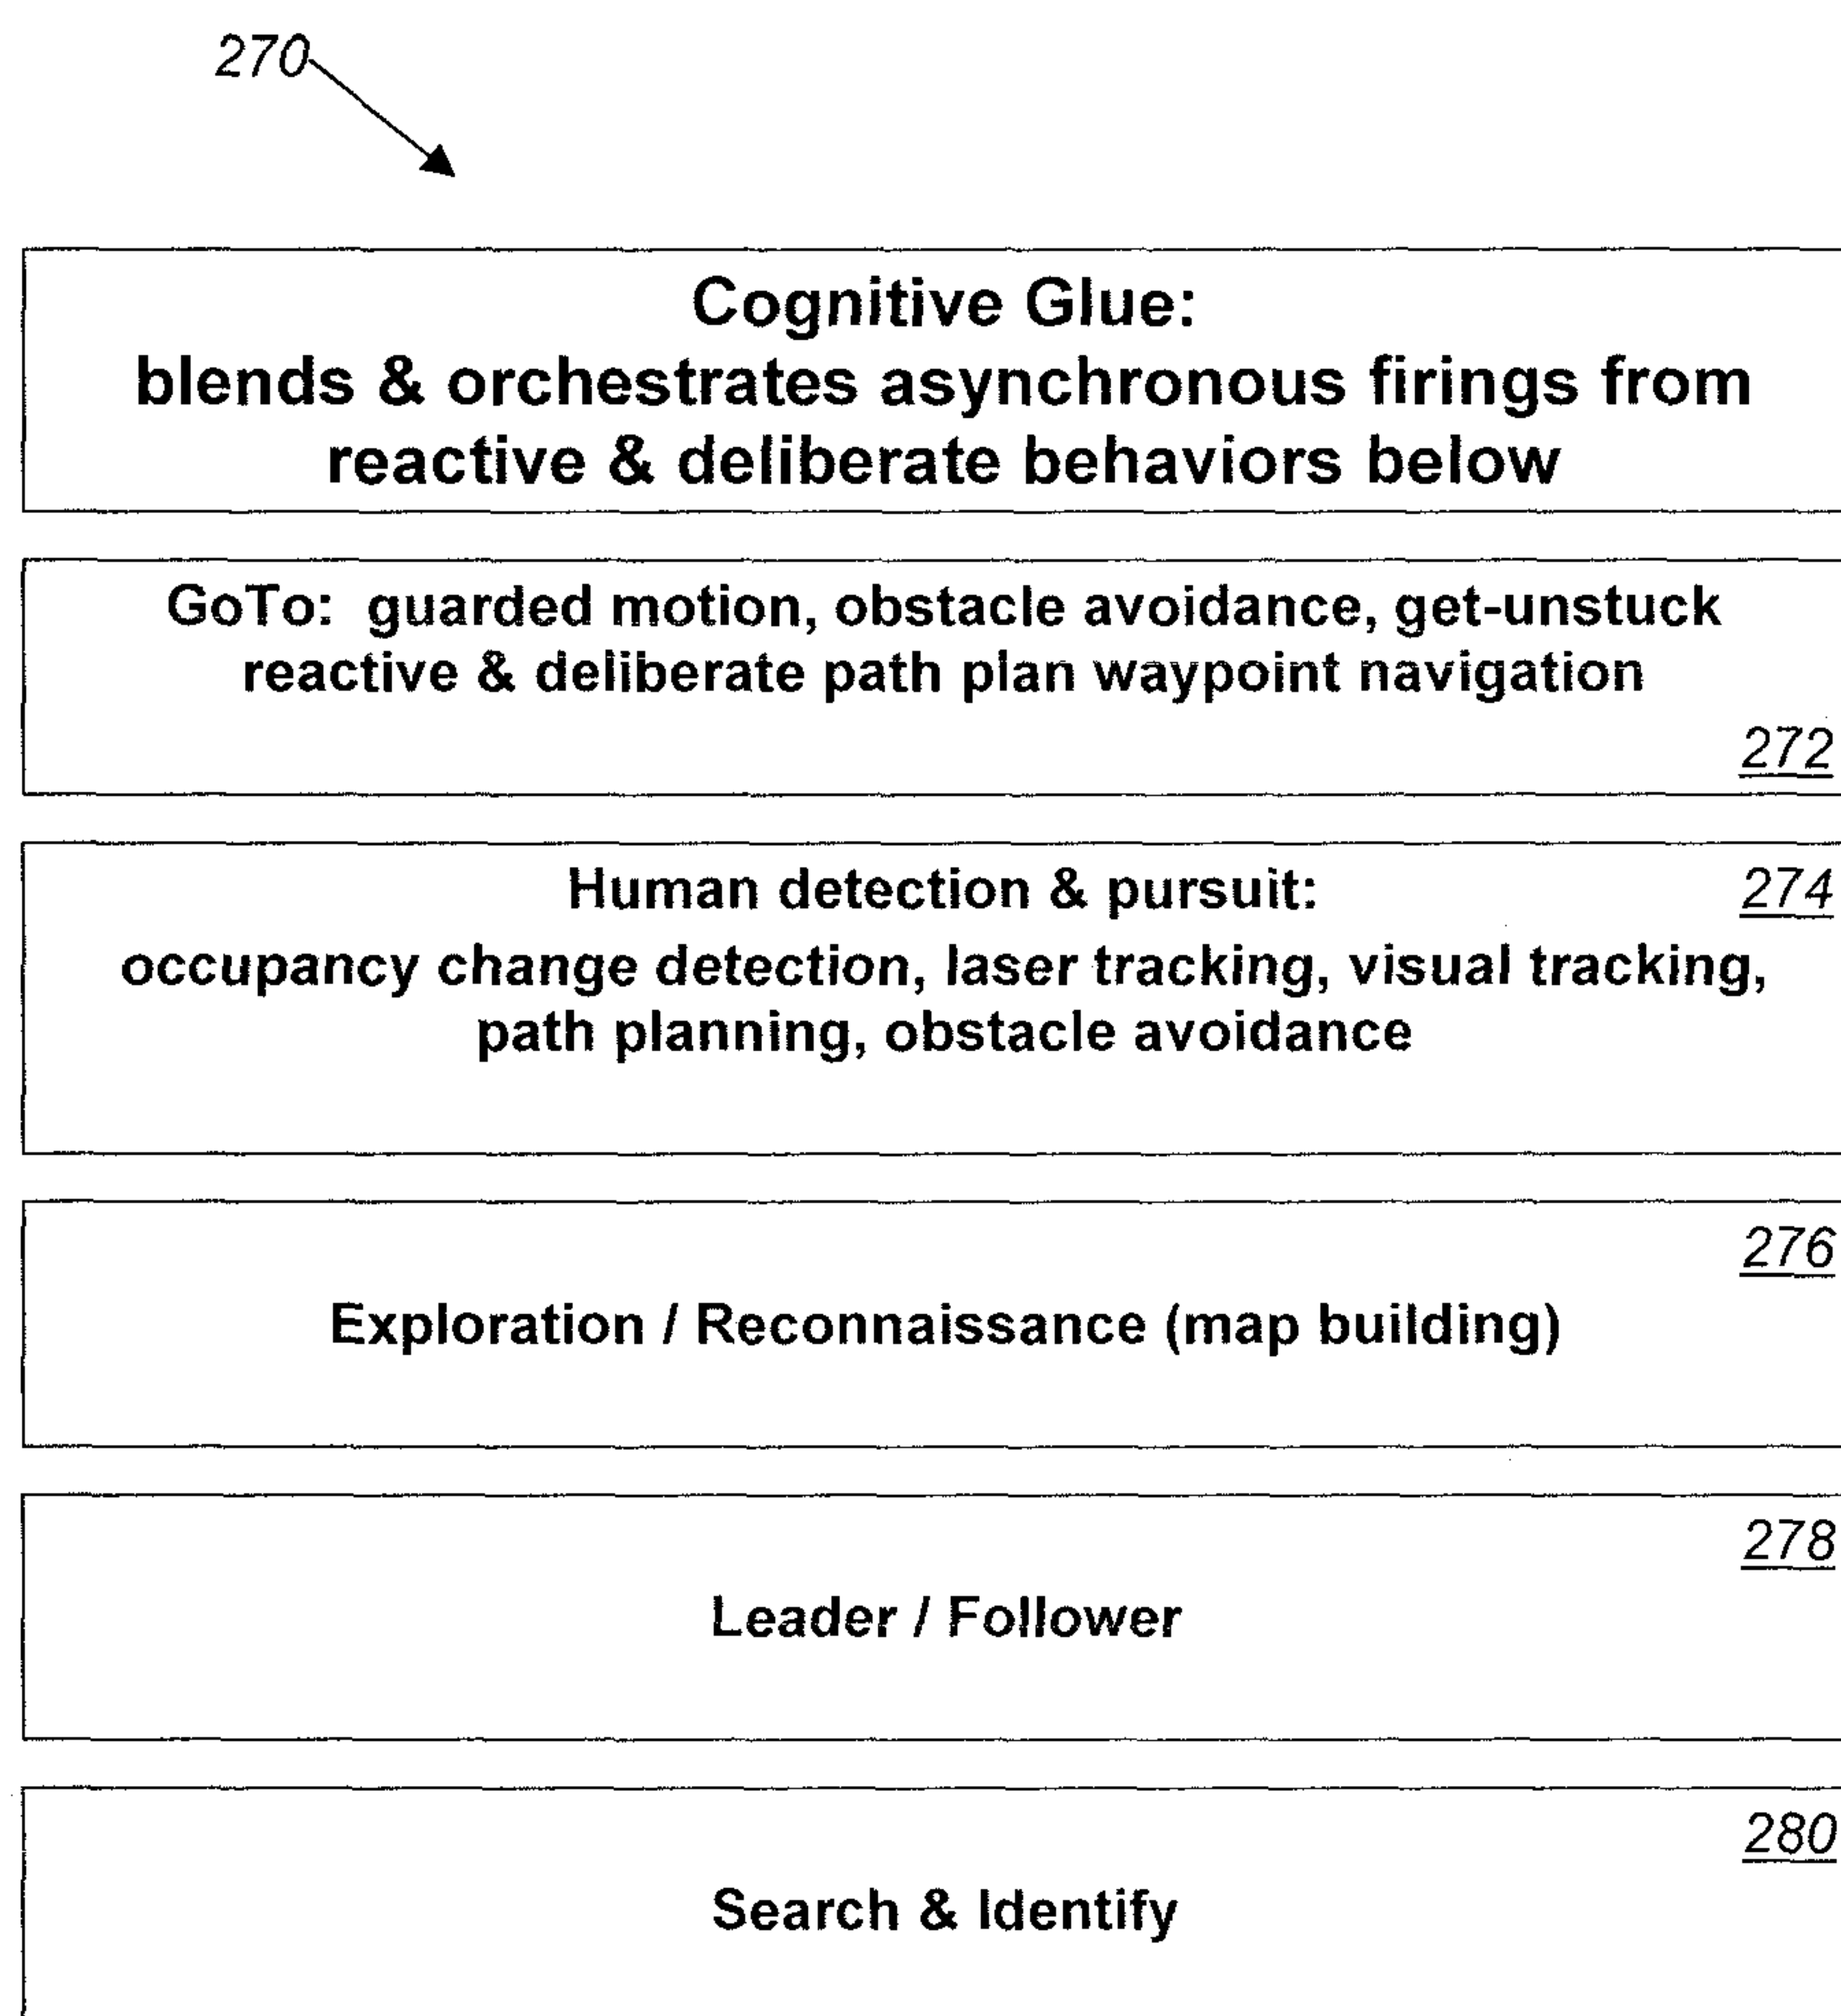 270
Cognitive Glue:
blends & orchestrates asynchronous firings from
reactive & deliberate behaviors below
GoTo: guarded motion, obstacle avoidance, get-unstuck
reactive & deliberate path plan waypoint navigation
272
Human detection & pursuit:
274
occupancy change detection, laser tracking, visual tracking,
path planning, obstacle avoidance
276
Exploration / Reconnaissance (map building)
278
Leader / Follower
280
Search & Identify